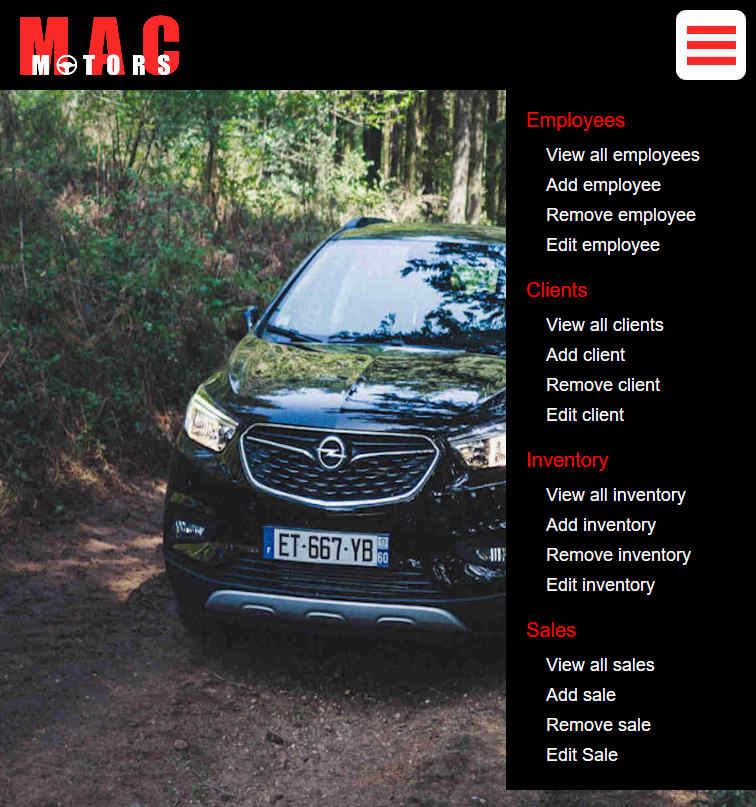 MAC
MOTORS
Employees
View all employees
Add employee
Remove employee
Edit employee
Clients
View all clients
Add client
Remove client
Edit client
Inventory
View all inventory
Add inventory
Remove inventory
Edit inventory
Sales
View all sales
Add sale
Remove sale
Edit Sale
F ET-667-YB 60